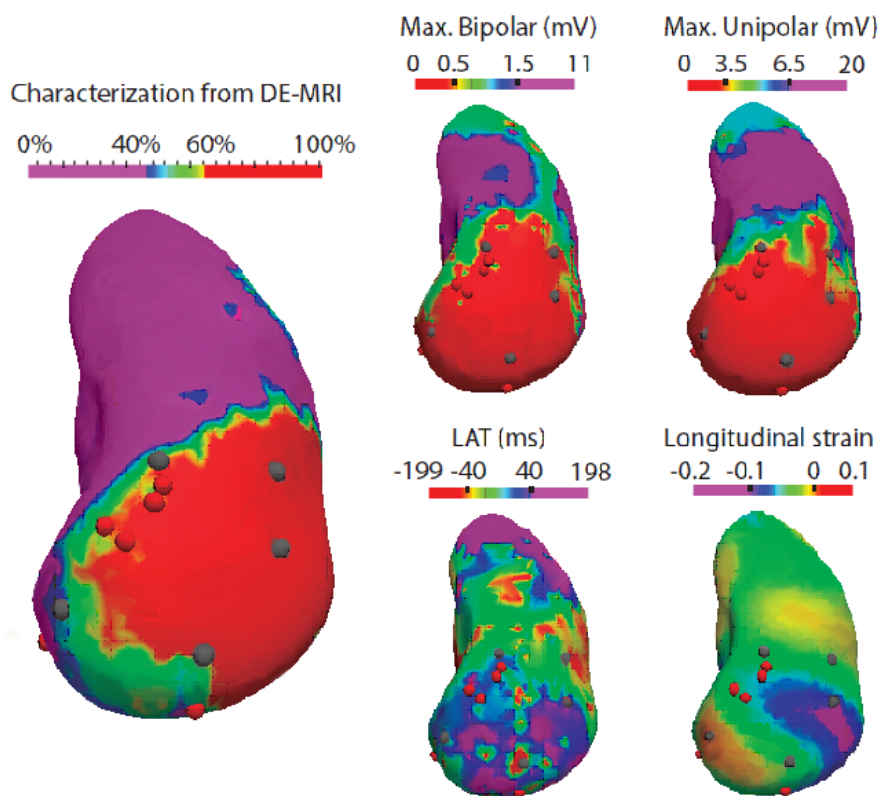 Characterization from DE-MRI
0% 40% 60% 100%
Max. Bipolar (mV)
0 0.5 1.5 11
Max. Unipolar (mV)
0 3.5 6.5 20
LAT (ms)
-199 -40 40 198
Longitudinal strain
-0.2 -0.1 0 0.1